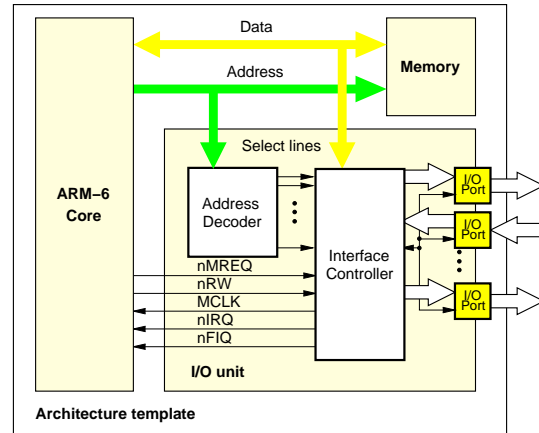 Data
Address
Memory
Select lines
ARM–6
Core
Address
Decoder
I/O
Port
I/O
Port
Interface
Controller
I/O
Port
nMREQ
nRW
MCLK
nIRQ
nFIQ
I/O unit
Architecture template